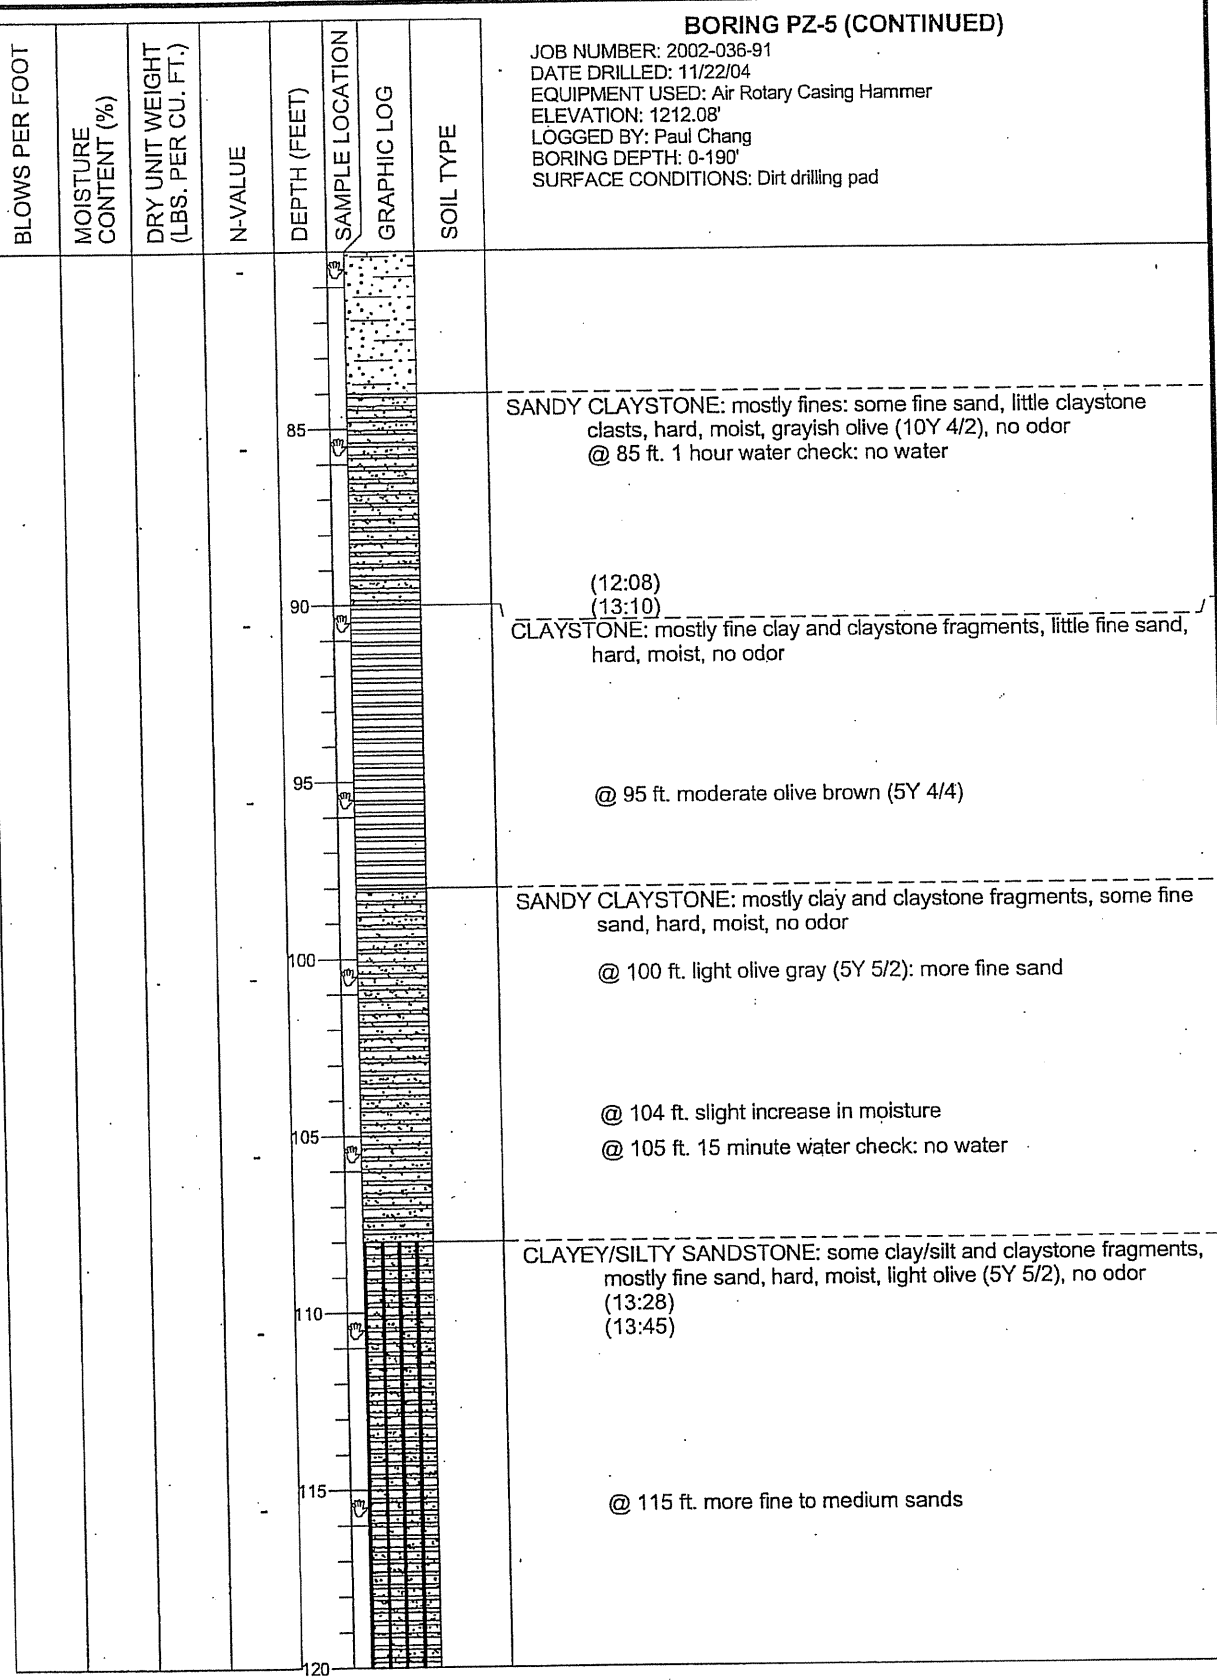 BORING PZ-5 (CONTINUED)
JOB NUMBER: 2002-036-91
DATE DRILLED: 11/22/04
EQUIPMENT USED: Air Rotary Casing Hammer
ELEVATION: 1212.08'
LOGGED BY: Paul Chang
BORING DEPTH: 0-190'
SURFACE CONDITIONS: Dirt drilling pad
BLOWS PER FOOT
MOISTURE
CONTENT (%)
DRY UNIT WEIGHT
(LBS. PER CU. FT.)
N-VALUE
DEPTH (FEET)
SAMPLE LOCATION
GRAPHIC LOG
SOIL TYPE
-
SANDY CLAYSTONE: mostly fines: some fine sand, little claystone
clasts, hard, moist, grayish olive (10Y 4/2), no odor
85
-
@ 85 ft. 1 hour water check: no water
(12:08)
90
(13:10)
-
CLAYSTONE: mostly fine clay and claystone fragments, little fine sand,
hard, moist, no odor
95
-
@ 95 ft. moderate olive brown (5Y 4/4)
SANDY CLAYSTONE: mostly clay and claystone fragments, some fine
sand, hard, moist, no odor
100
-
@ 100 ft. light olive gray (5Y 5/2): more fine sand
@ 104 ft. slight increase in moisture
105
-
@ 105 ft. 15 minute water check: no water
CLAYEY/SILTY SANDSTONE: some clay/silt and claystone fragments,
mostly fine sand, hard, moist, light olive (5Y 5/2), no odor
(13:28)
110
-
(13:45)
115
-
@ 115 ft. more fine to medium sands
120